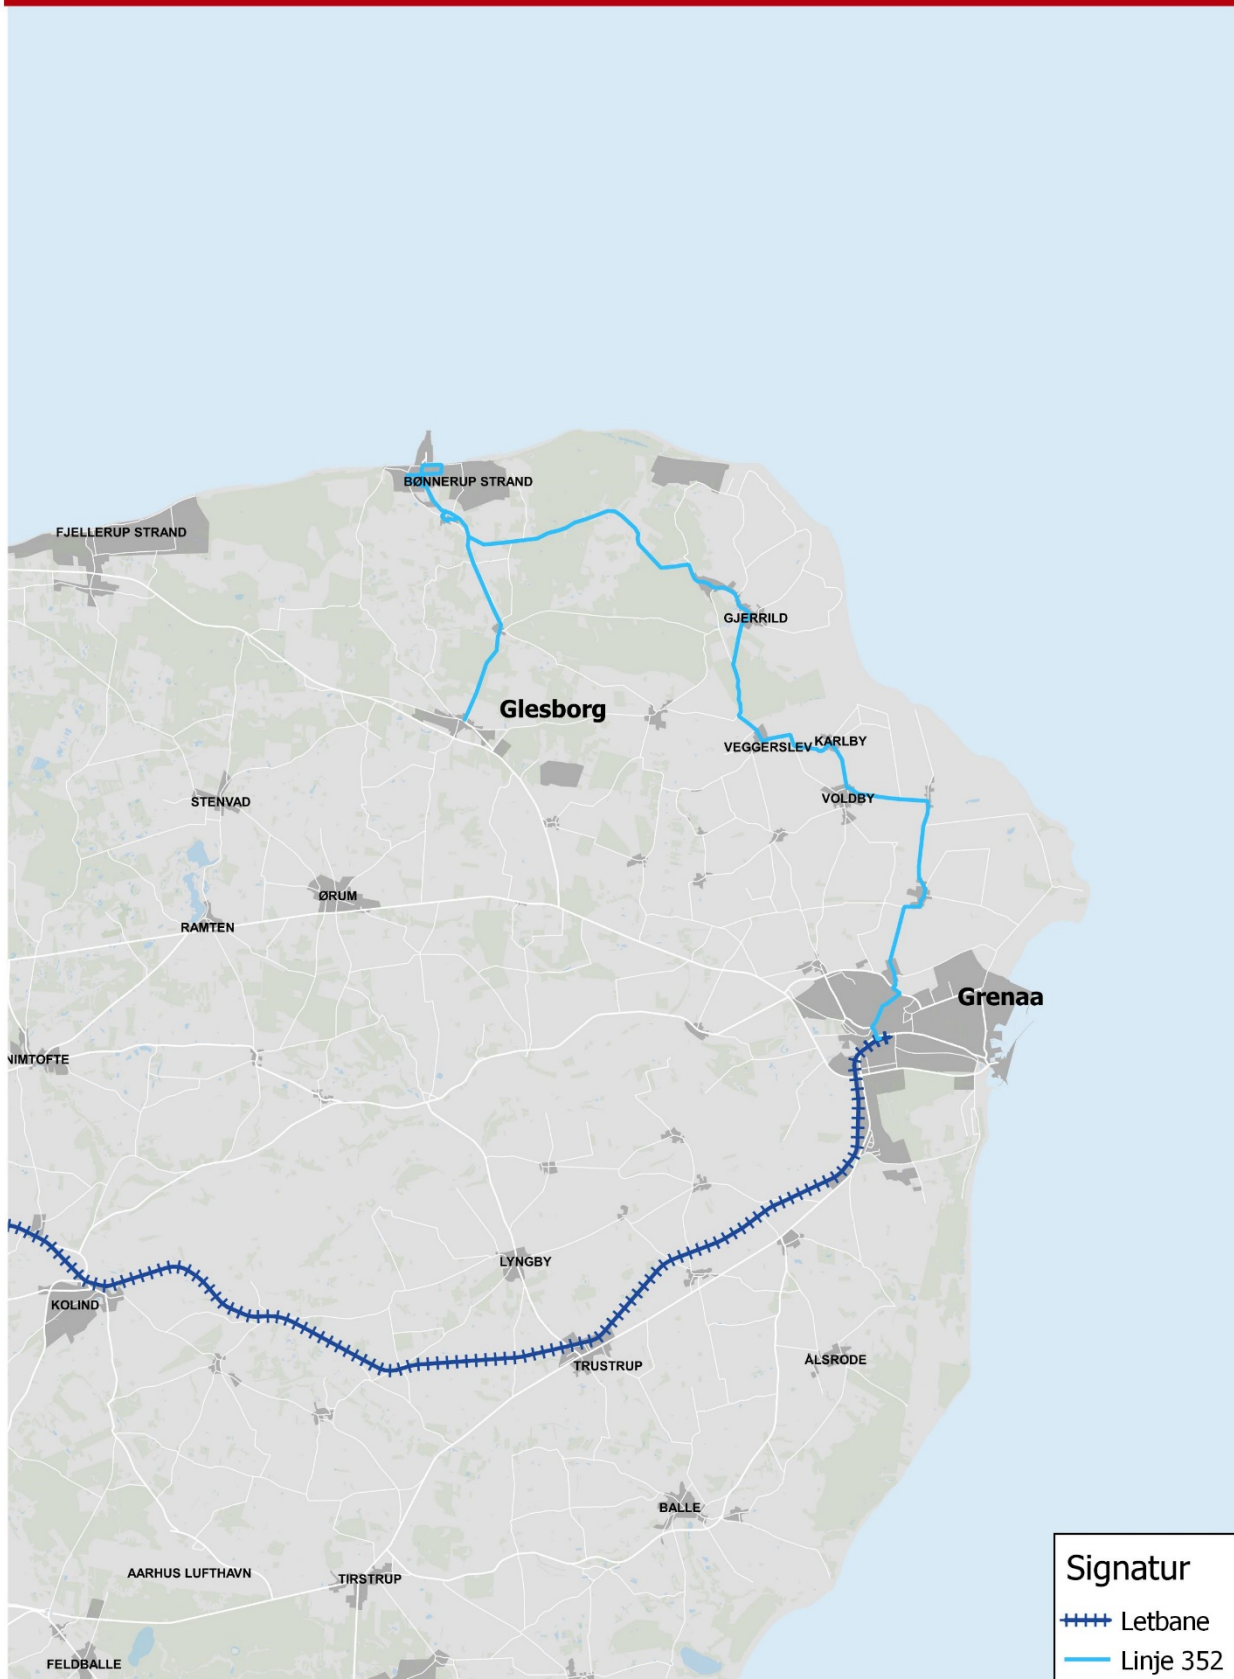 BØNNERUP STRAND
FJELLERUP STRAND
GJERRILD
Glesborg
KARLBY
VEGGERSLEV
VOLDBY
STENVAD
ØRUM
RAMTEN
Grenaa
NIMTOFTE
LYNGBY
KOLIND
TRUSTRUP
ÅLSRODE
BALLE
AARHUS LUFTHAVN
TIRSTRUP
FELDBALLE
Signatur
Letbane
Linje 352